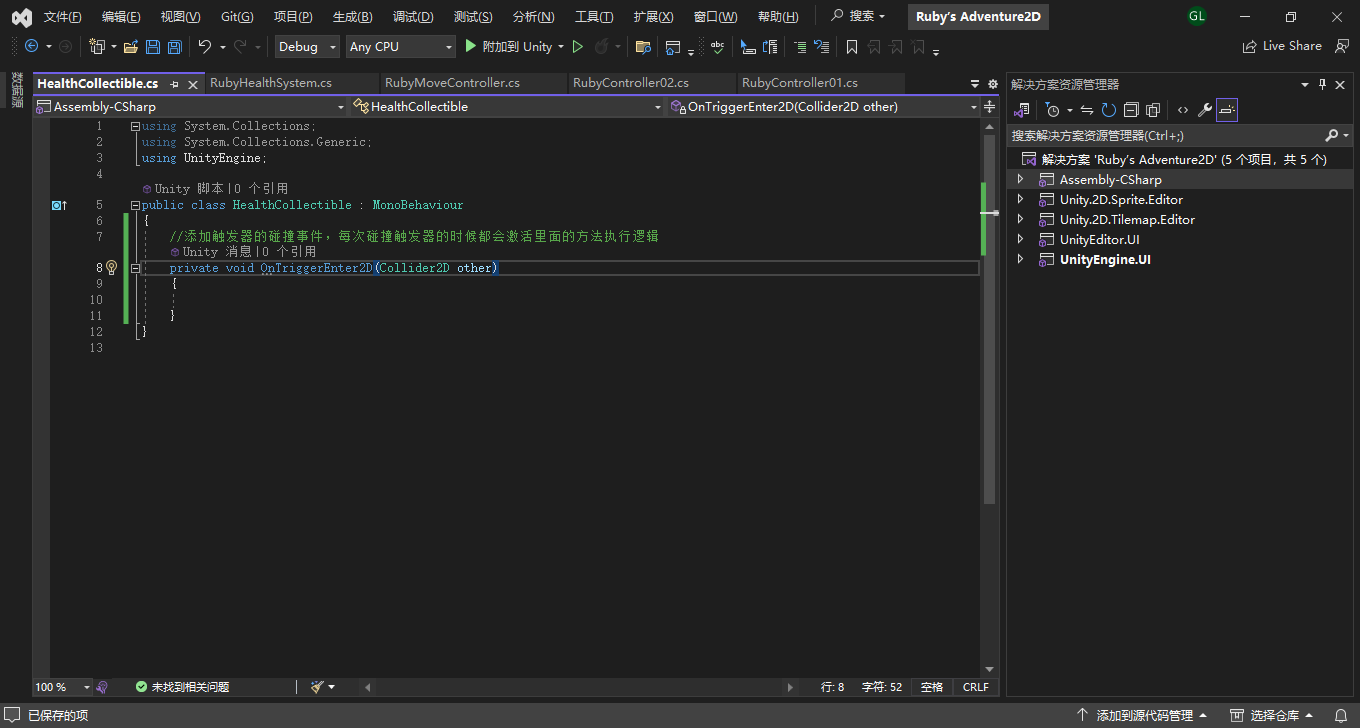 文件(F) 编辑(E) 视图(V) Git(G) 项目(P) 生成(B) 调试(D) 测试(S) 分析(N) 工具(T) 扩展(X) 窗口(W) 帮助(H) 搜索 Ruby's Adventure2D GL
Debug Any CPU 附加到 Unity Live Share
数据源
HealthCollectible.cs RubyHealthSystem.cs RubyMoveController.cs RubyController02.cs RubyController01.cs
Assembly-CSharp HealthCollectible OnTriggerEnter2D(Collider2D other)
1 using System.Collections;
2 using System.Collections.Generic;
3 using UnityEngine;
4
Unity 脚本|0 个引用
5 public class HealthCollectible : MonoBehaviour
6 {
7 //添加触发器的碰撞事件，每次碰撞触发器的时候都会激活里面的方法执行逻辑
Unity 消息|0 个引用
8 private void OnTriggerEnter2D(Collider2D other)
9 {
10
11 }
12 }
13
100 % 未找到相关问题 行: 8 字符: 52 空格 CRLF
解决方案资源管理器
搜索解决方案资源管理器(Ctrl+;)
解决方案 'Ruby's Adventure2D' (5 个项目，共 5 个)
Assembly-CSharp
Unity.2D.Sprite.Editor
Unity.2D.Tilemap.Editor
UnityEditor.UI
UnityEngine.UI
已保存的项 添加到源代码管理 选择仓库